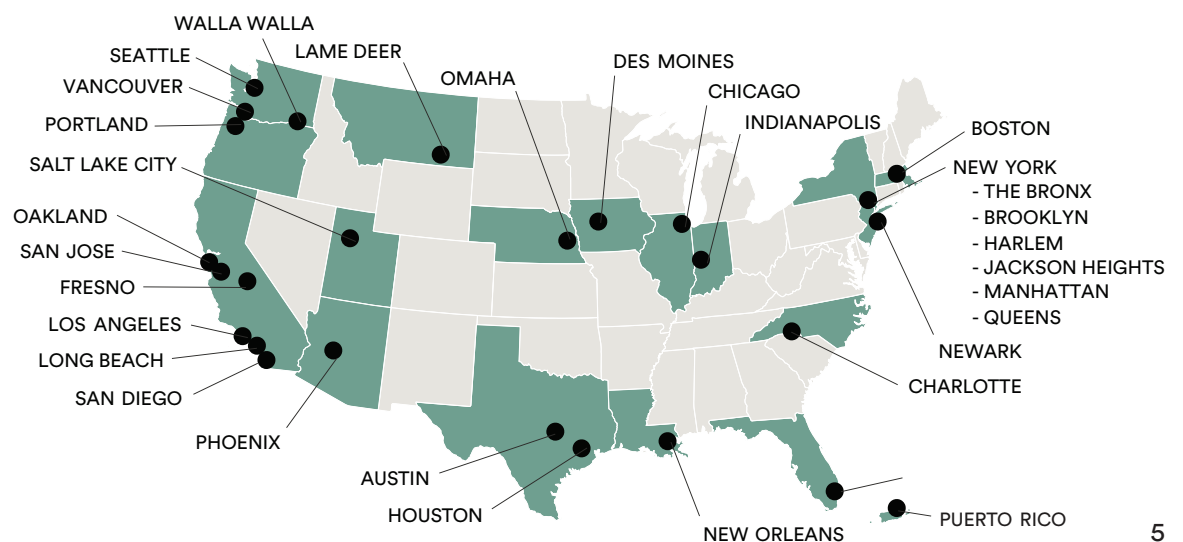 WALLA WALLA
SEATTLE
LAME DEER
VANCOUVER
OMAHA
DES MOINES
CHICAGO
INDIANAPOLIS
PORTLAND
BOSTON
SALT LAKE CITY
NEW YORK
- THE BRONX
- BROOKLYN
- HARLEM
- JACKSON HEIGHTS
- MANHATTAN
- QUEENS
OAKLAND
SAN JOSE
FRESNO
LOS ANGELES
LONG BEACH
SAN DIEGO
NEWARK
CHARLOTTE
PHOENIX
AUSTIN
HOUSTON
NEW ORLEANS
PUERTO RICO
5